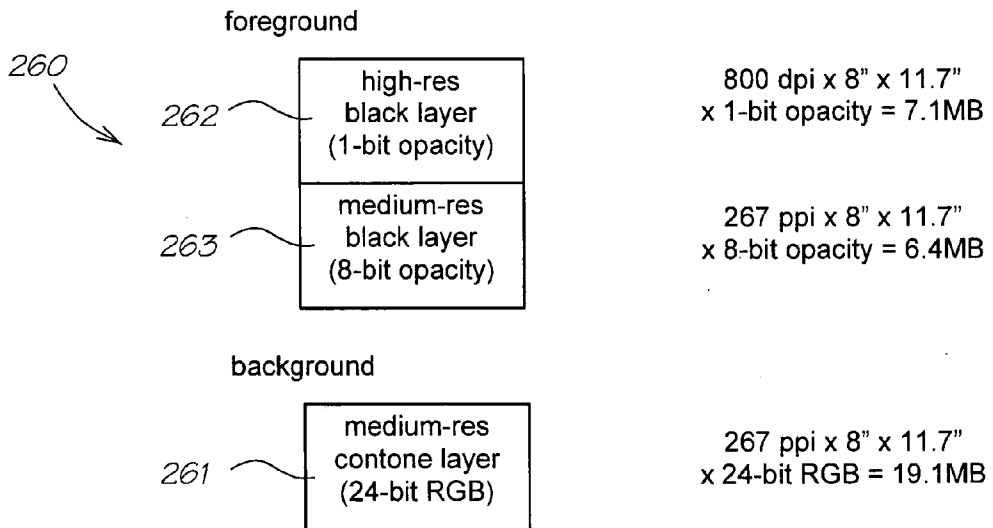 foreground
260
262
high-res
black layer
(1-bit opacity)
800 dpi x 8" x 11.7"
x 1-bit opacity = 7.1MB
263
medium-res
black layer
(8-bit opacity)
267 ppi x 8" x 11.7"
x 8-bit opacity = 6.4MB
background
261
medium-res
contone layer
(24-bit RGB)
267 ppi x 8" x 11.7"
x 24-bit RGB = 19.1MB